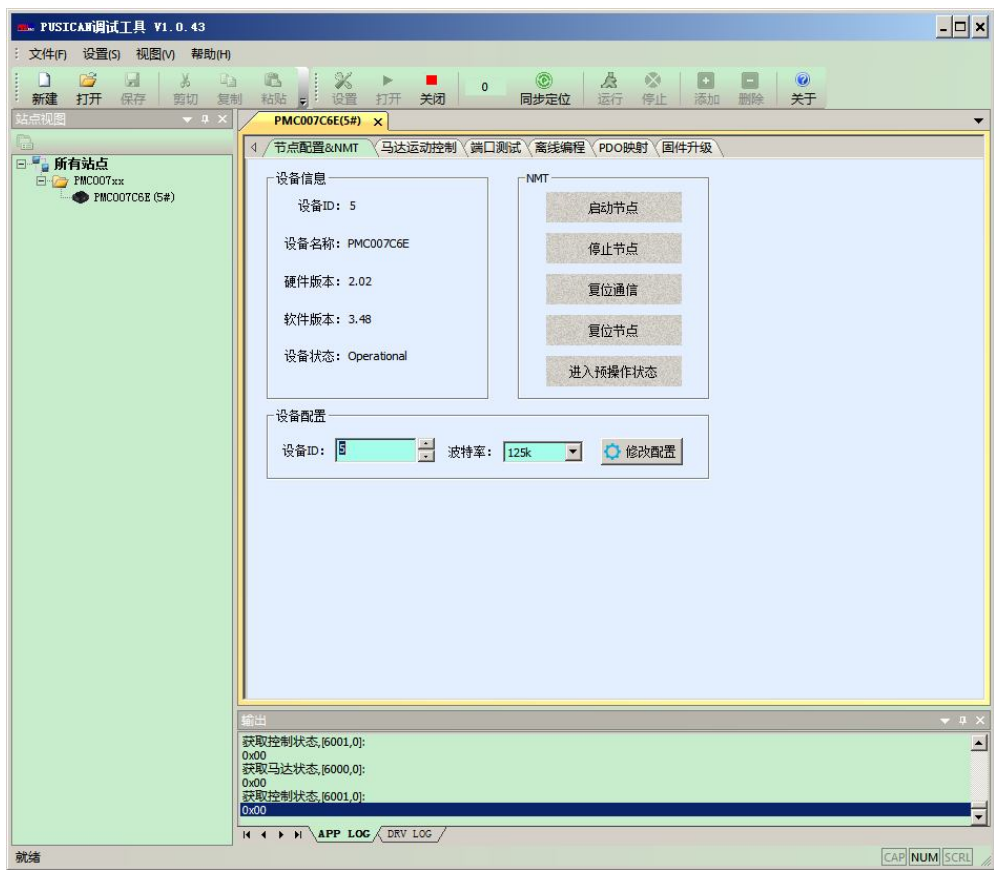 PUSICAN调试工具 V1.0.43
文件(F) 设置(S) 视图(V) 帮助(H)
新建 打开 保存 剪切 复制 粘贴 设置 打开 关闭 0 同步定位 运行 停止 添加 删除 关于
站点视图
PMC007C6E(5#)
节点配置&NMT 马达运动控制 端口测试 离线编程 PDO映射 固件升级
所有站点
PMC007xx
PMC007C6E(5#)
设备信息
设备ID: 5
设备名称: PMC007C6E
硬件版本: 2.02
软件版本: 3.48
设备状态: Operational
NMT
启动节点
停止节点
复位通信
复位节点
进入预操作状态
设备配置
设备ID: 5 波特率: 125k 修改配置
输出
获取控制状态,[6001,0]:
0x00
获取马达状态,[6000,0]:
0x00
获取控制状态,[6001,0]:
0x00
APP LOG DRV LOG
就绪 CAP NUM SCRL